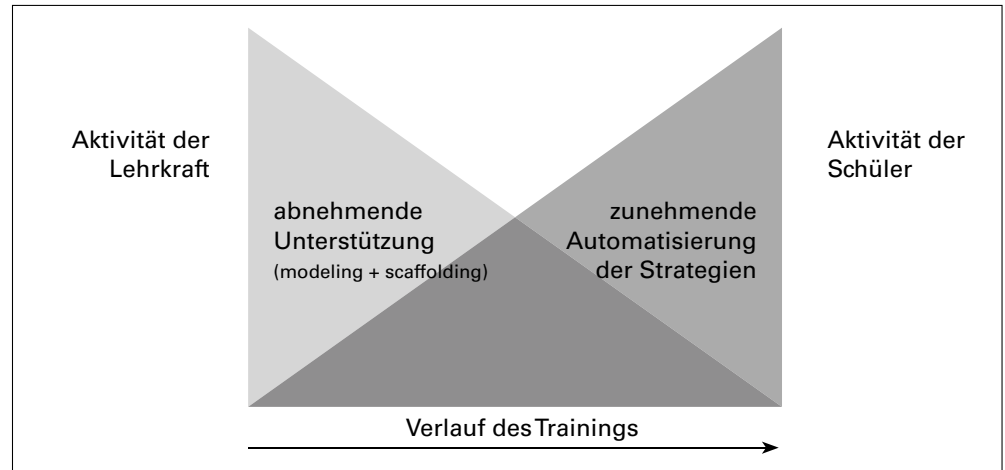 Aktivität der
Lehrkraft
abnehmende
Unterstützung
(modeling + scaffolding)
zunehmende
Automatisierung
der Strategien
Aktivität der
Schüler
Verlauf des Trainings